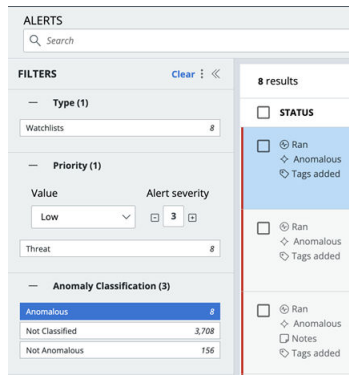 ALERTS
Search
FILTERS
Clear
Type (1)
Watchlists 8
Priority (1)
Value Alert severity
Low 3
Threat 8
Anomaly Classification (3)
Anomalous 8
Not Classified 3,708
Not Anomalous 156
8 results
STATUS
Ran
Anomalous
Tags added
Ran
Anomalous
Tags added
Ran
Anomalous
Notes
Tags added